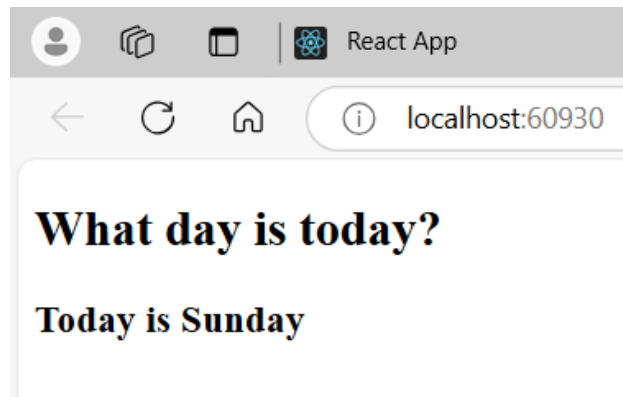 React App
localhost:60930
What day is today?
Today is Sunday